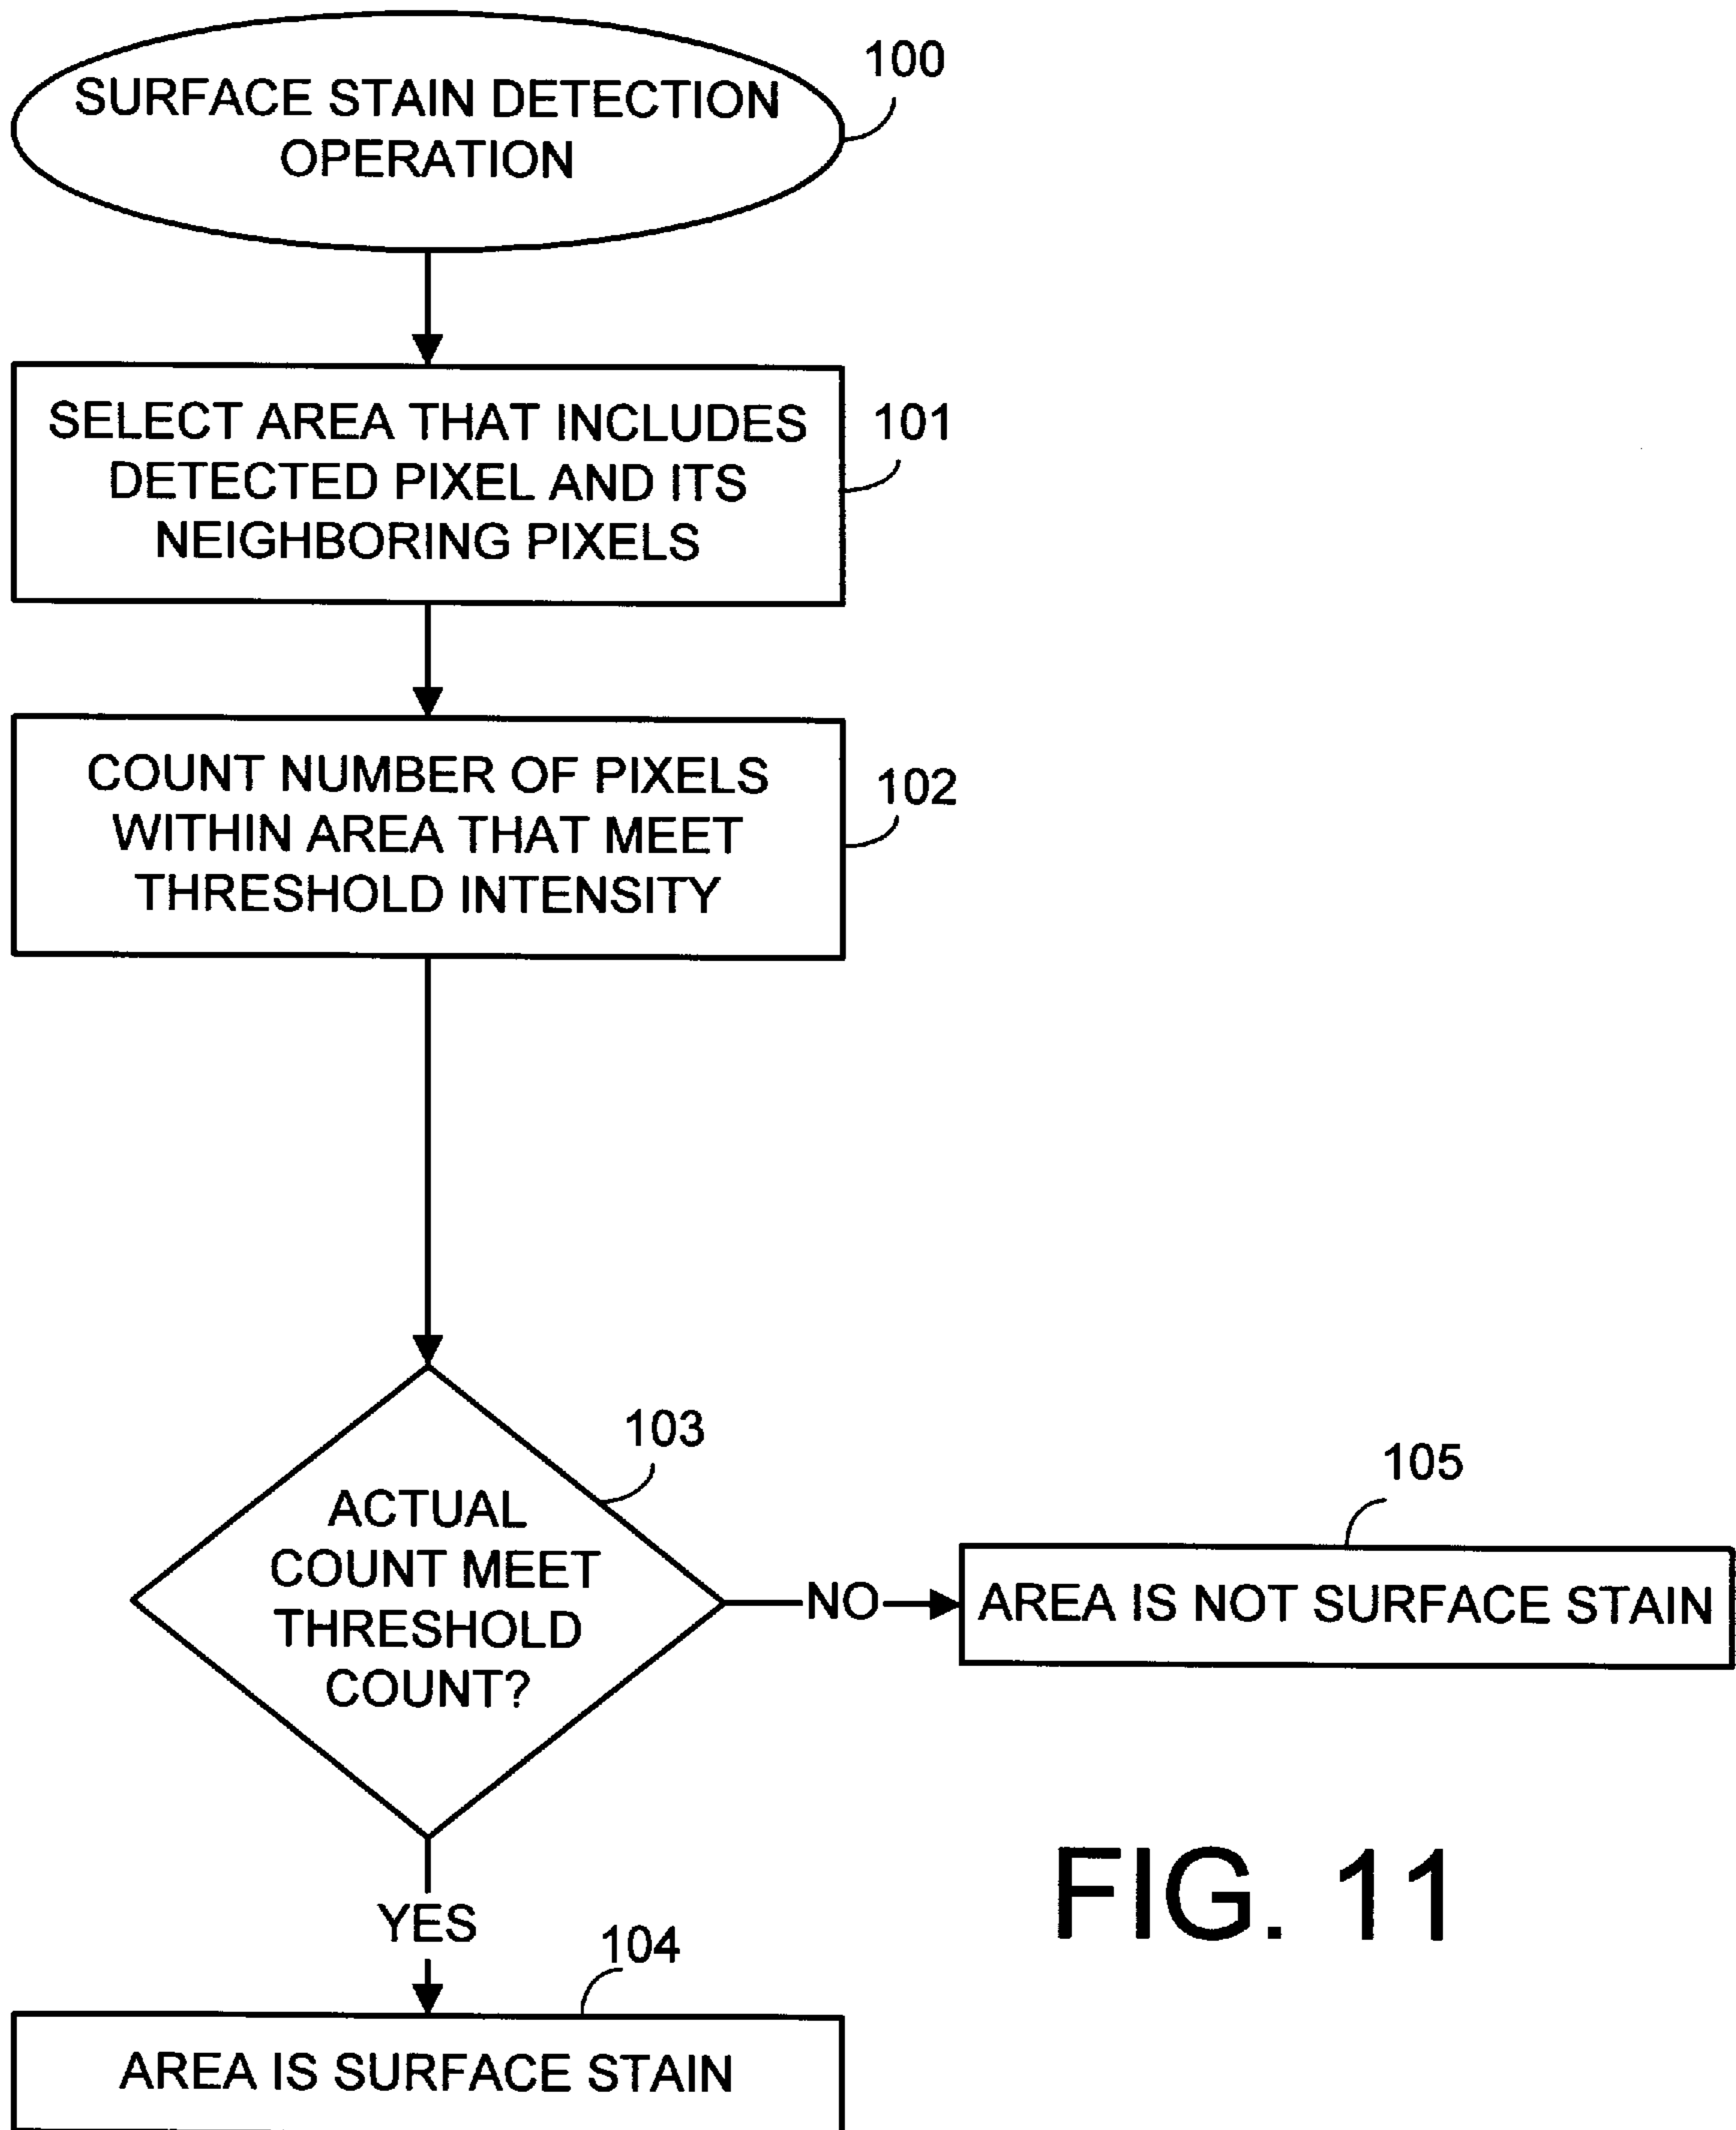 SURFACE STAIN DETECTION
OPERATION
100
SELECT AREA THAT INCLUDES
DETECTED PIXEL AND ITS
NEIGHBORING PIXELS
101
COUNT NUMBER OF PIXELS
WITHIN AREA THAT MEET
THRESHOLD INTENSITY
102
103
ACTUAL
COUNT MEET
THRESHOLD
COUNT?
NO
105
AREA IS NOT SURFACE STAIN
YES
104
AREA IS SURFACE STAIN
FIG. 11